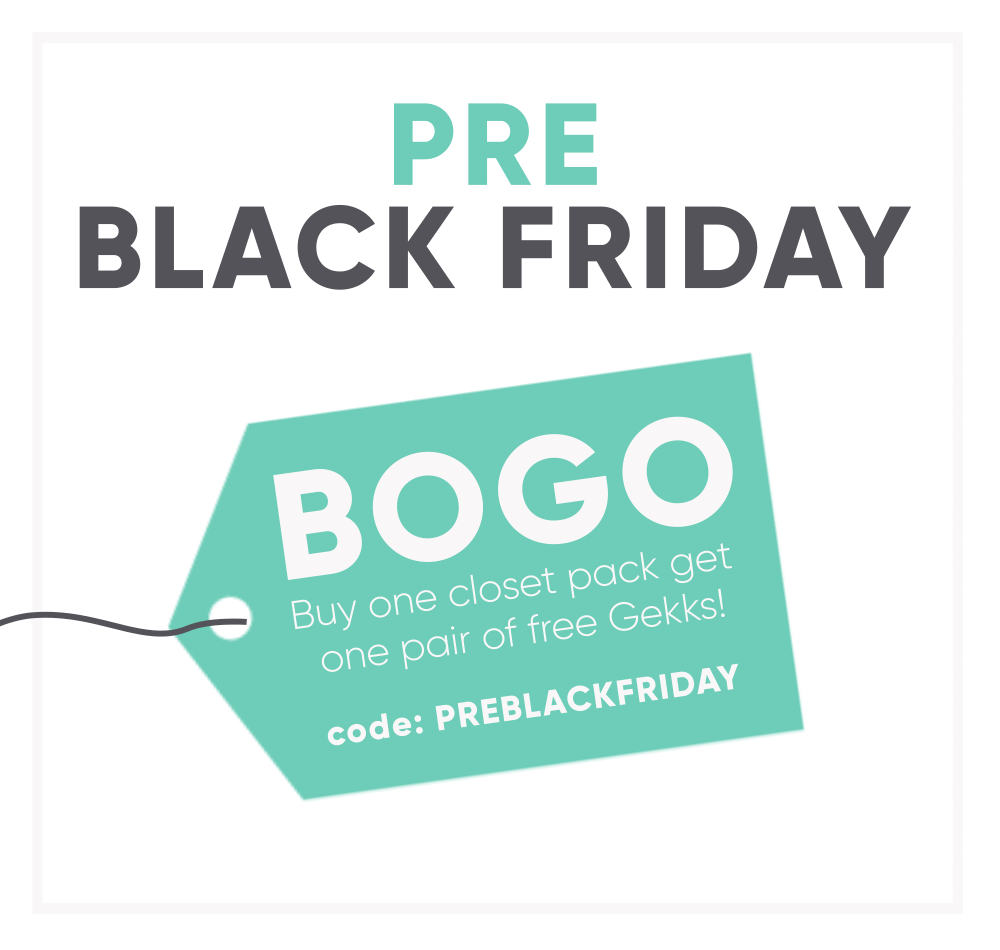 PRE
BLACK FRIDAY
BOGO
Buy one closet pack get
one pair of free Gekks!
code: PREBLACKFRIDAY